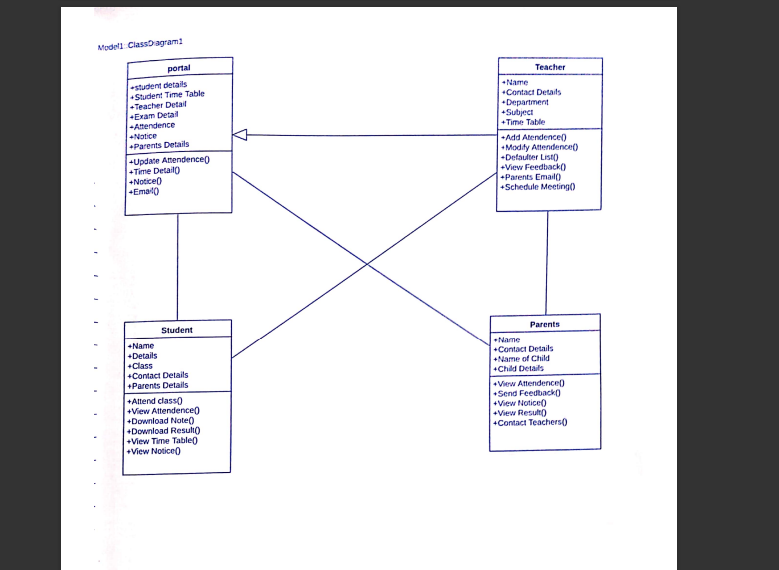 Model1::ClassDiagram1
portal
+student details
+Student Time Table
+Teacher Detail
+Exam Detail
+Attendence
+Notice
+Parents Details
+Update Attendence()
+Time Detail()
+Notice()
+Email()
Teacher
+Name
+Contact Details
+Department
+Subject
+Time Table
+Add Atendence()
+Modify Attendence()
+Defaulter List()
+View Feedback()
+Parents Email()
+Schedule Meeting()
Student
+Name
+Details
+Class
+Contact Details
+Parents Details
+Attend class()
+View Attendence()
+Download Note()
+Download Result()
+View Time Table()
+View Notice()
Parents
+Name
+Contact Details
+Name of Child
+Child Details
+View Attendence()
+Send Feedback()
+View Notice()
+View Result()
+Contact Teachers()